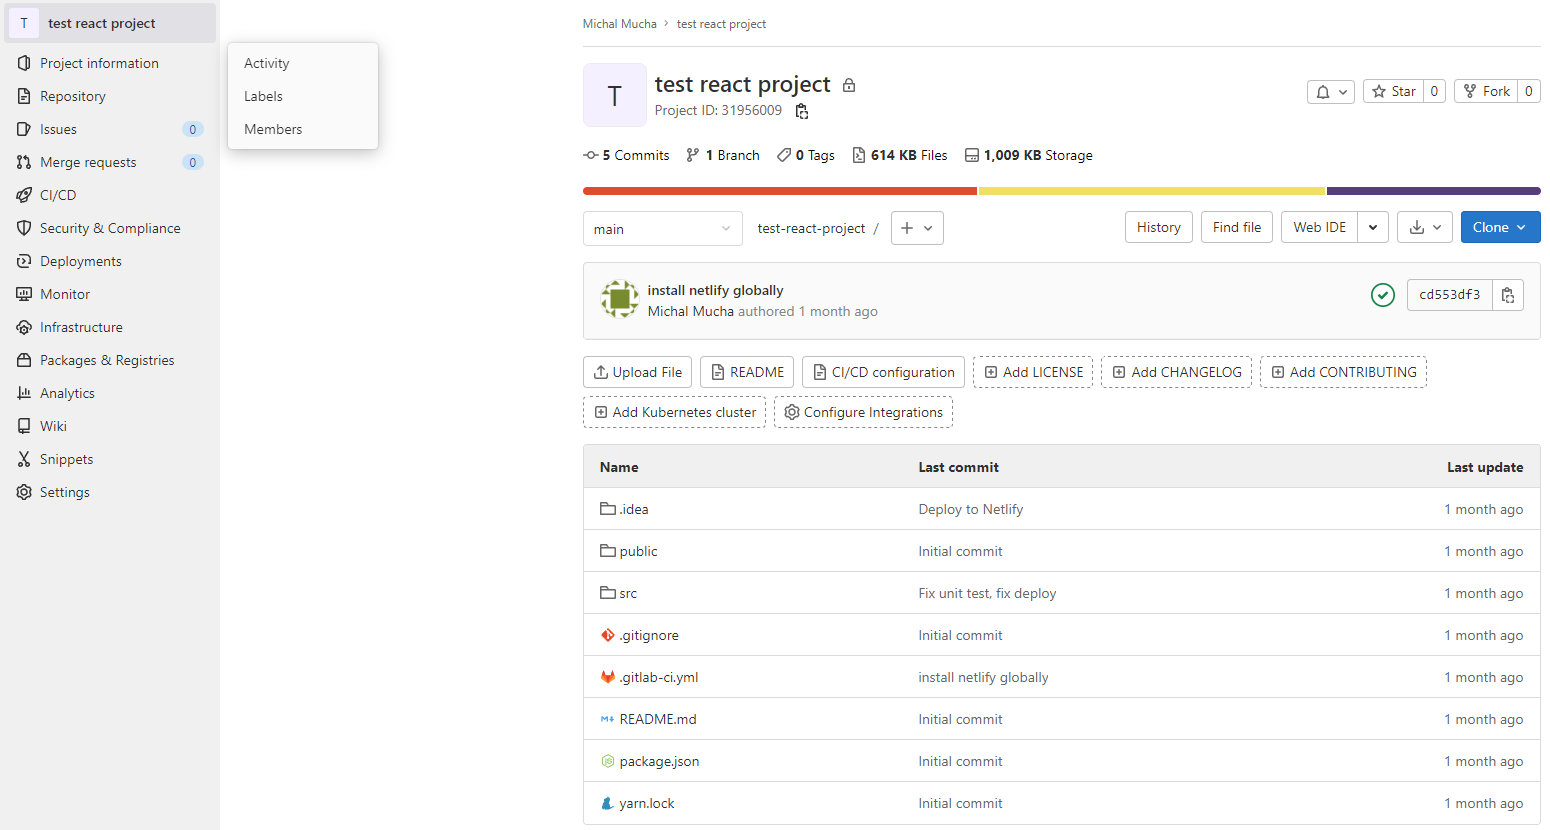 T test react project
Project information
Repository
Issues 0
Merge requests 0
CI/CD
Security & Compliance
Deployments
Monitor
Infrastructure
Packages & Registries
Analytics
Wiki
Snippets
Settings
Activity
Labels
Members
Michal Mucha › test react project
T
test react project
Project ID: 31956009
Star 0
Fork 0
5 Commits 1 Branch 0 Tags 614 KB Files 1,009 KB Storage
main test-react-project / +
History Find file Web IDE Clone
install netlify globally
Michal Mucha authored 1 month ago
cd553df3
Upload File README CI/CD configuration Add LICENSE Add CHANGELOG Add CONTRIBUTING
Add Kubernetes cluster Configure Integrations
Name Last commit Last update
.idea Deploy to Netlify 1 month ago
public Initial commit 1 month ago
src Fix unit test, fix deploy 1 month ago
.gitignore Initial commit 1 month ago
.gitlab-ci.yml install netlify globally 1 month ago
README.md Initial commit 1 month ago
package.json Initial commit 1 month ago
yarn.lock Initial commit 1 month ago